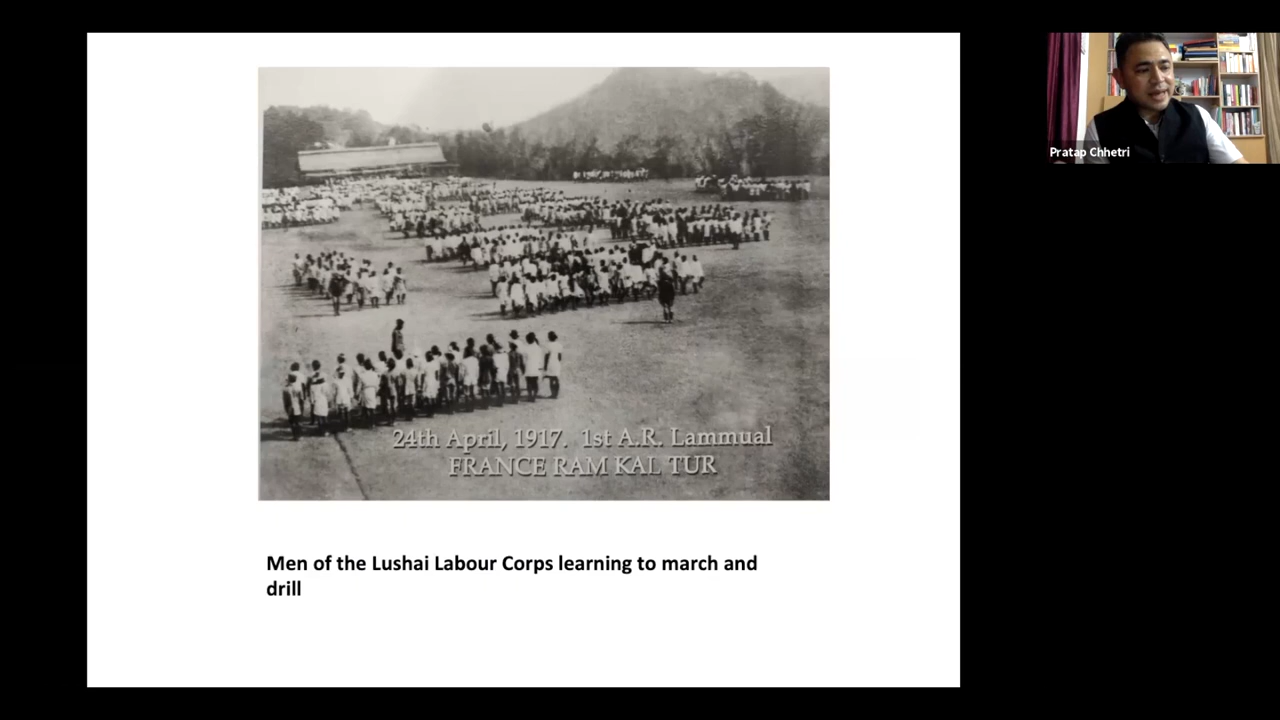 Pratap Chhetri
24th April, 1917. 1st A.R. Lammual
FRANCE RAM KAL TUR
Men of the Lushai Labour Corps learning to march and
drill